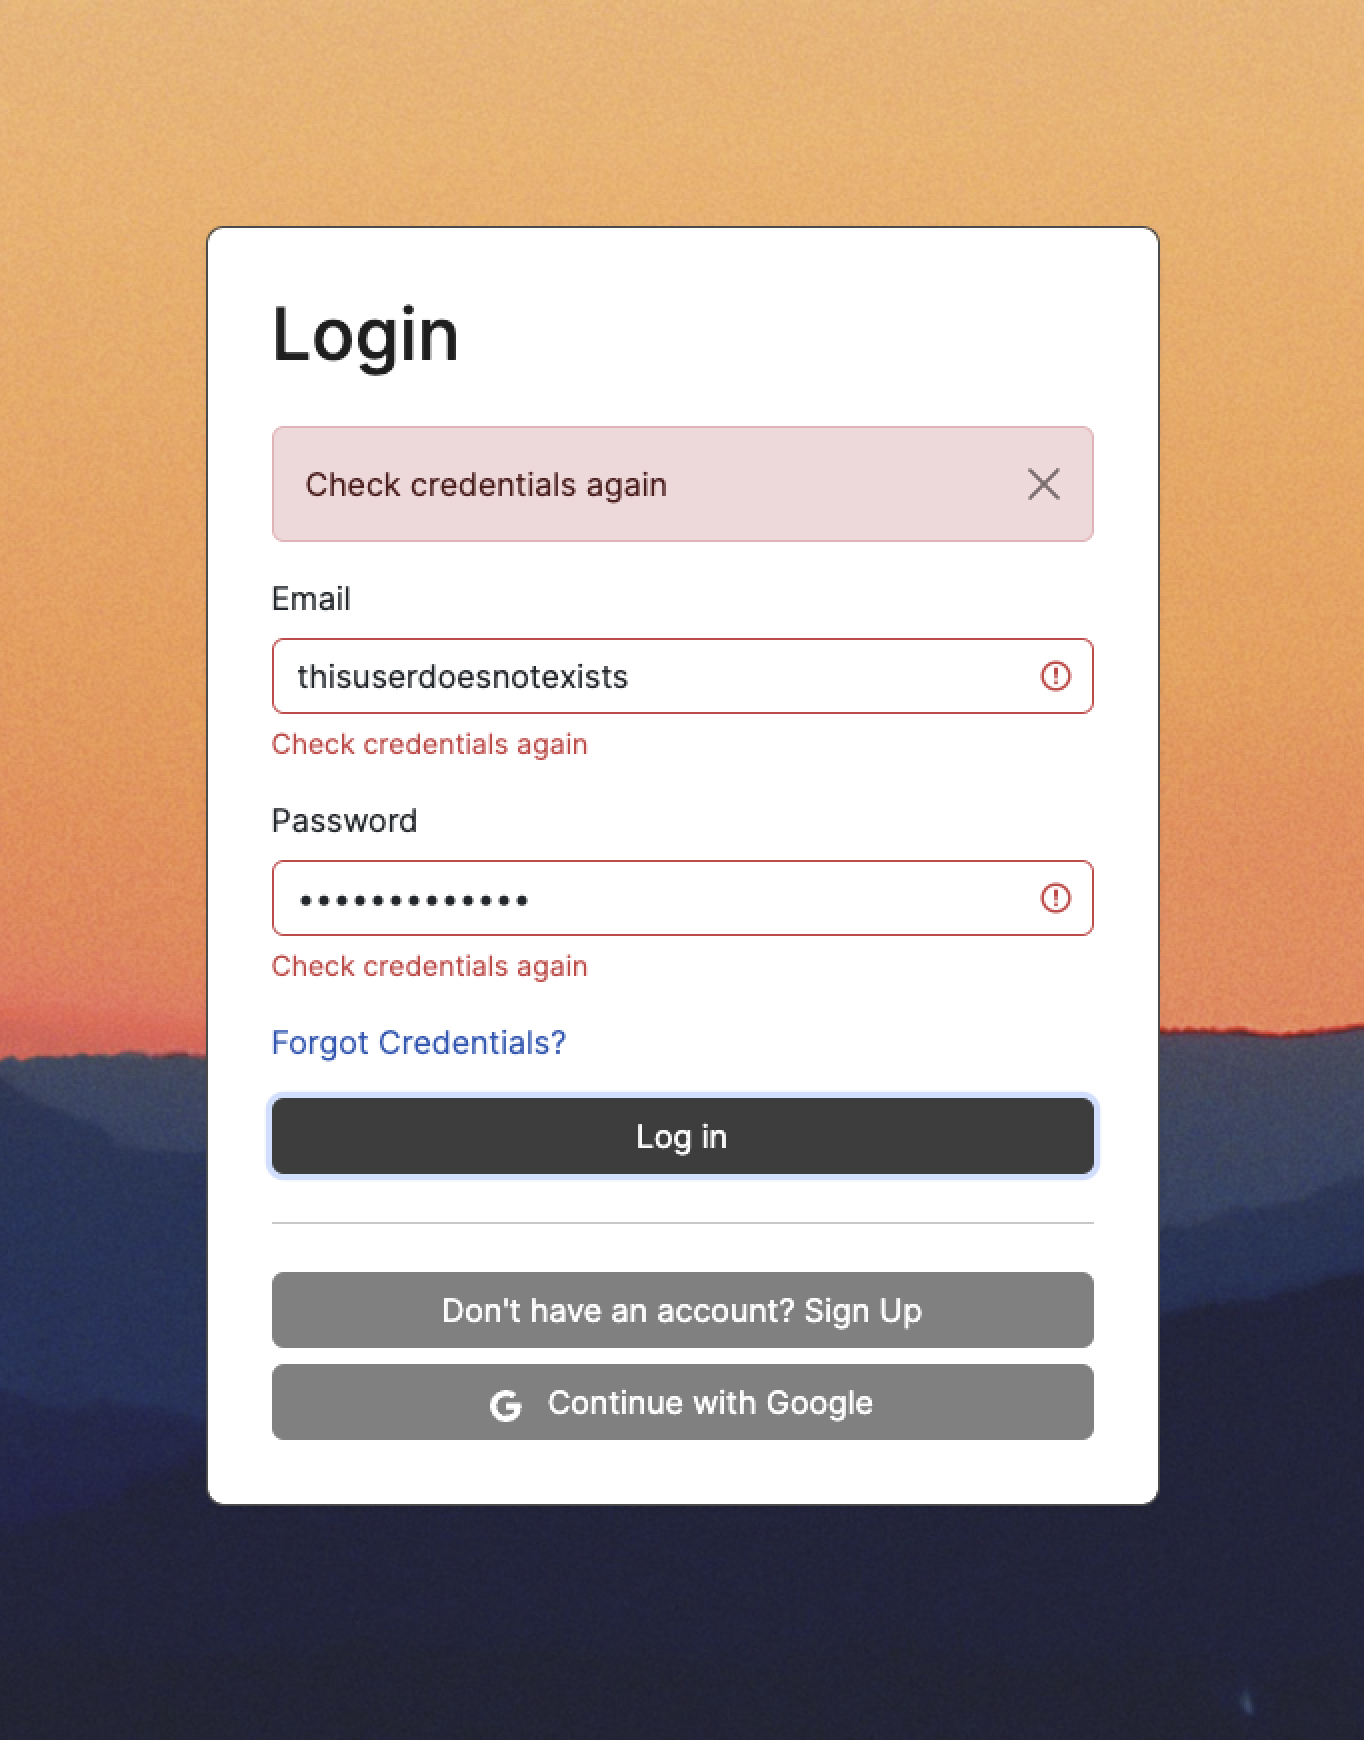 Login
Check credentials again
Email
thisuserdoesnotexists
Check credentials again
Password
•••••••••••••
Check credentials again
Forgot Credentials?
Log in
Don't have an account? Sign Up
G Continue with Google